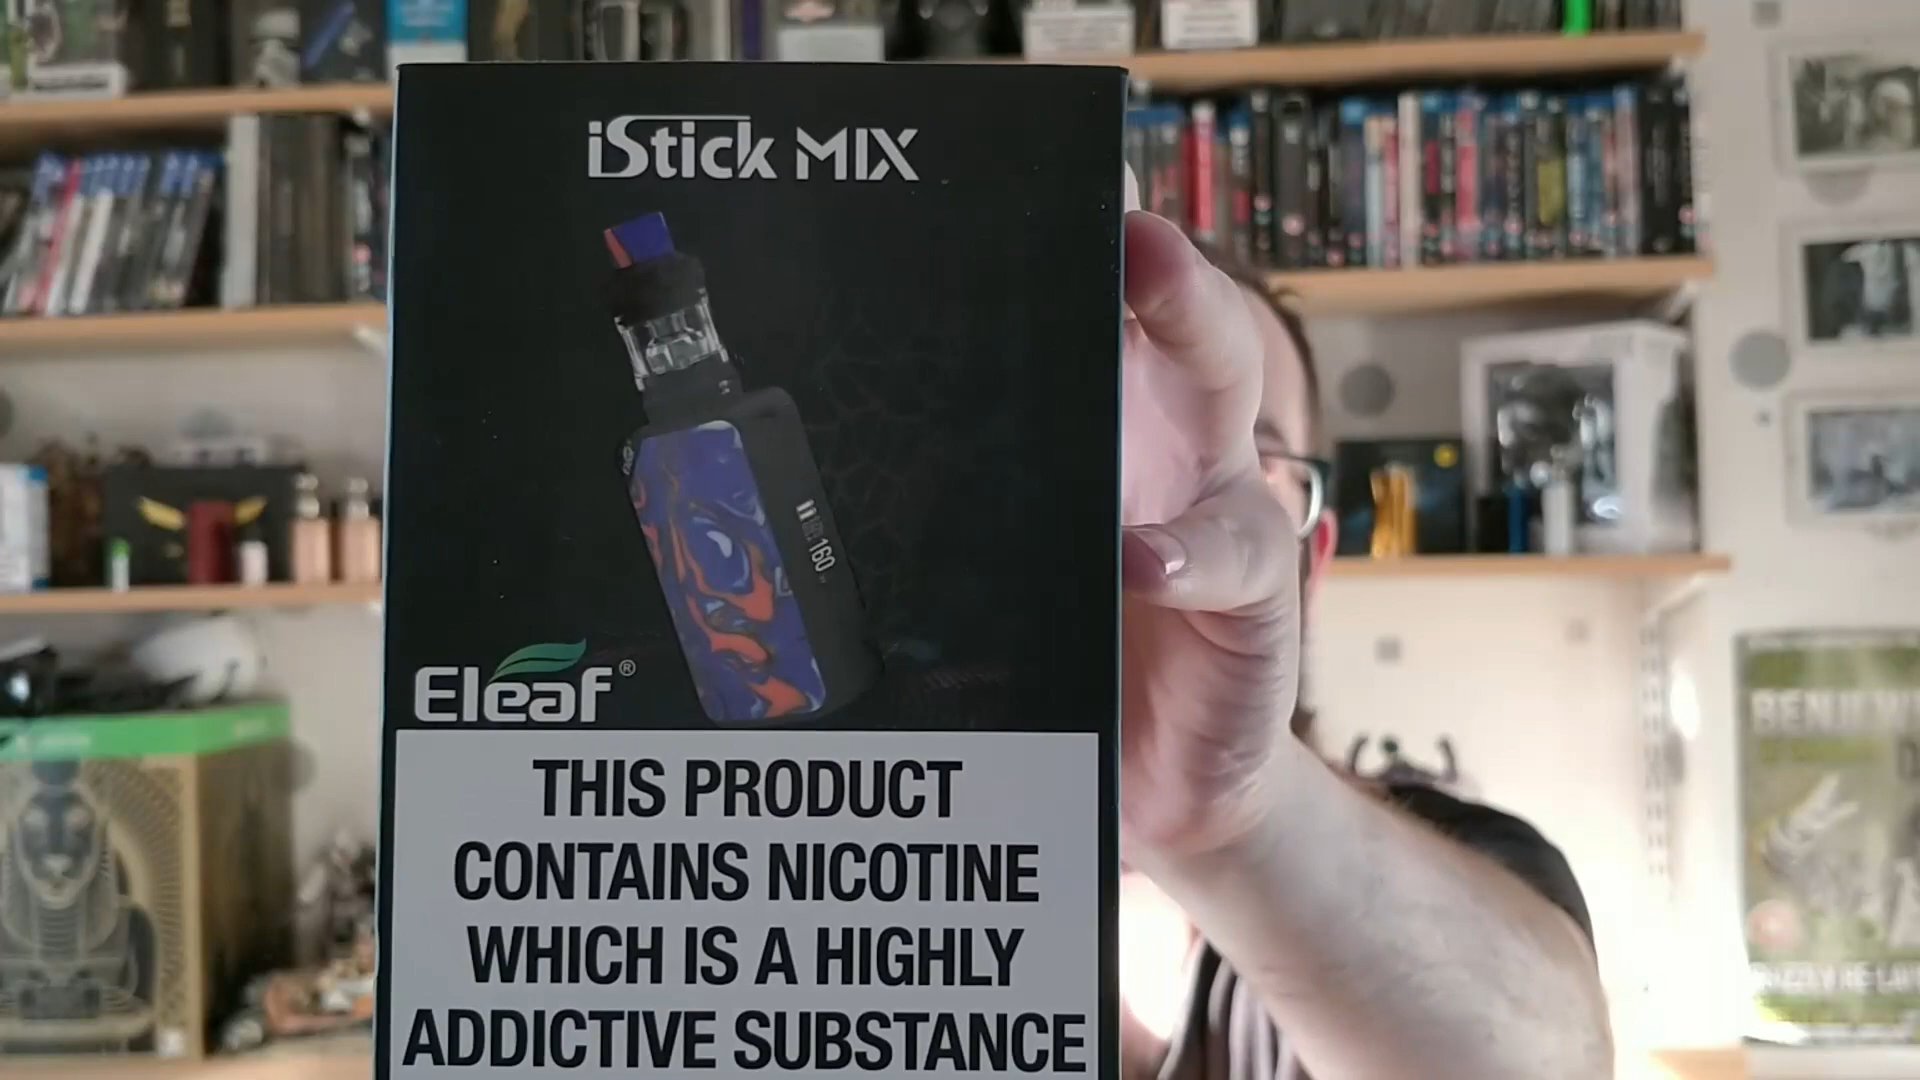 iStick MIX
160
Eleaf®
THIS PRODUCT
CONTAINS NICOTINE
WHICH IS A HIGHLY
ADDICTIVE SUBSTANCE